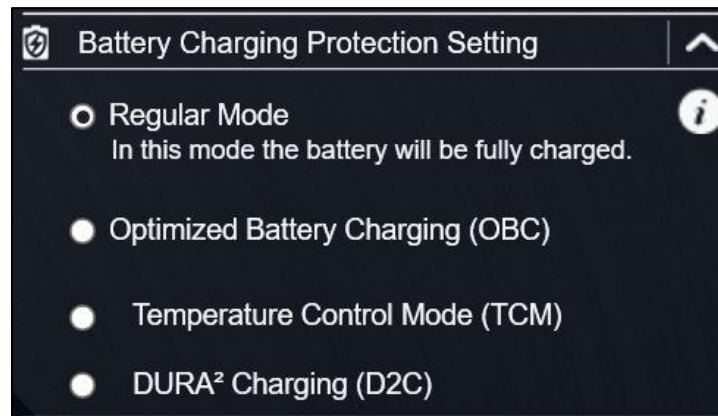 Battery Charging Protection Setting
Regular Mode
In this mode the battery will be fully charged.
Optimized Battery Charging (OBC)
Temperature Control Mode (TCM)
DURA² Charging (D2C)